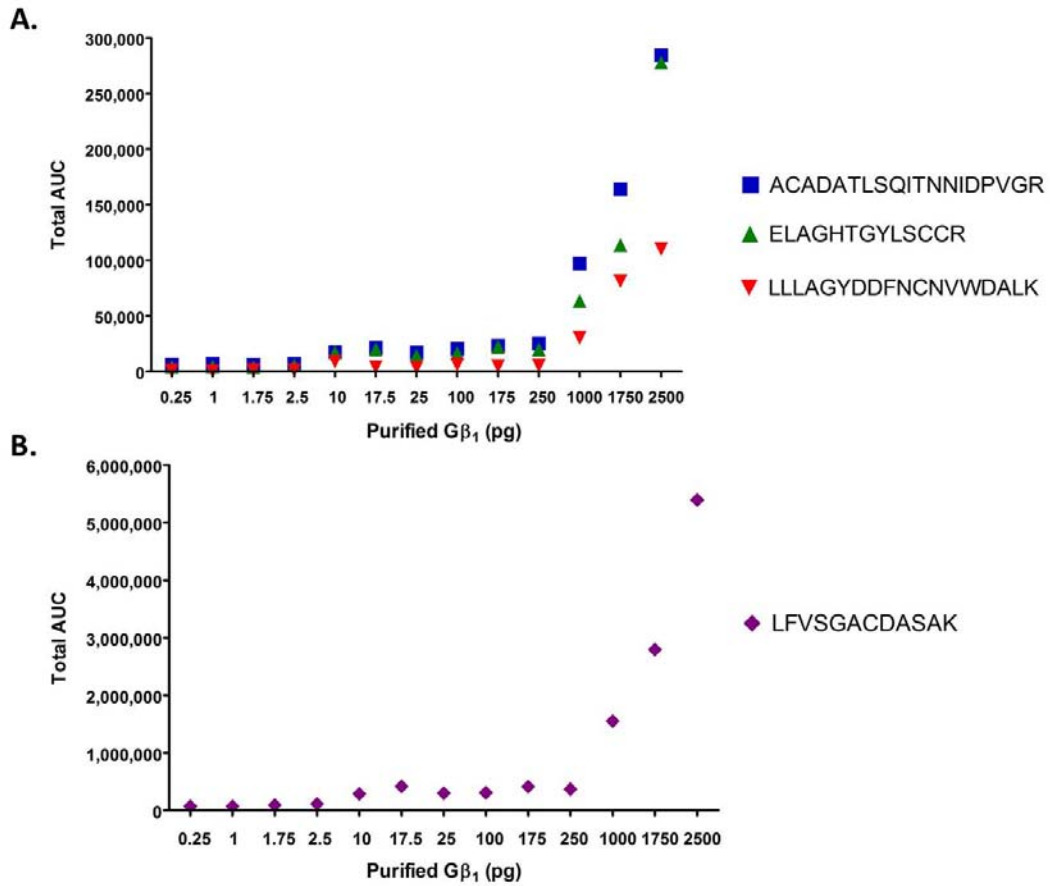 A.
300,000
250,000
200,000
150,000
100,000
50,000
0
Total AUC
0.25 1 1.75 2.5 10 17.5 25 100 175 250 1000 1750 2500
Purified Gβ₁ (pg)
ACADATLSQITNNIDPVGR
ELAGHTGYLSCCR
LLLAGYDDFNCNVWDALK
B.
6,000,000
5,000,000
4,000,000
3,000,000
2,000,000
1,000,000
0
Total AUC
0.25 1 1.75 2.5 10 17.5 25 100 175 250 1000 1750 2500
Purified Gβ₁ (pg)
LFVSGACDASAK